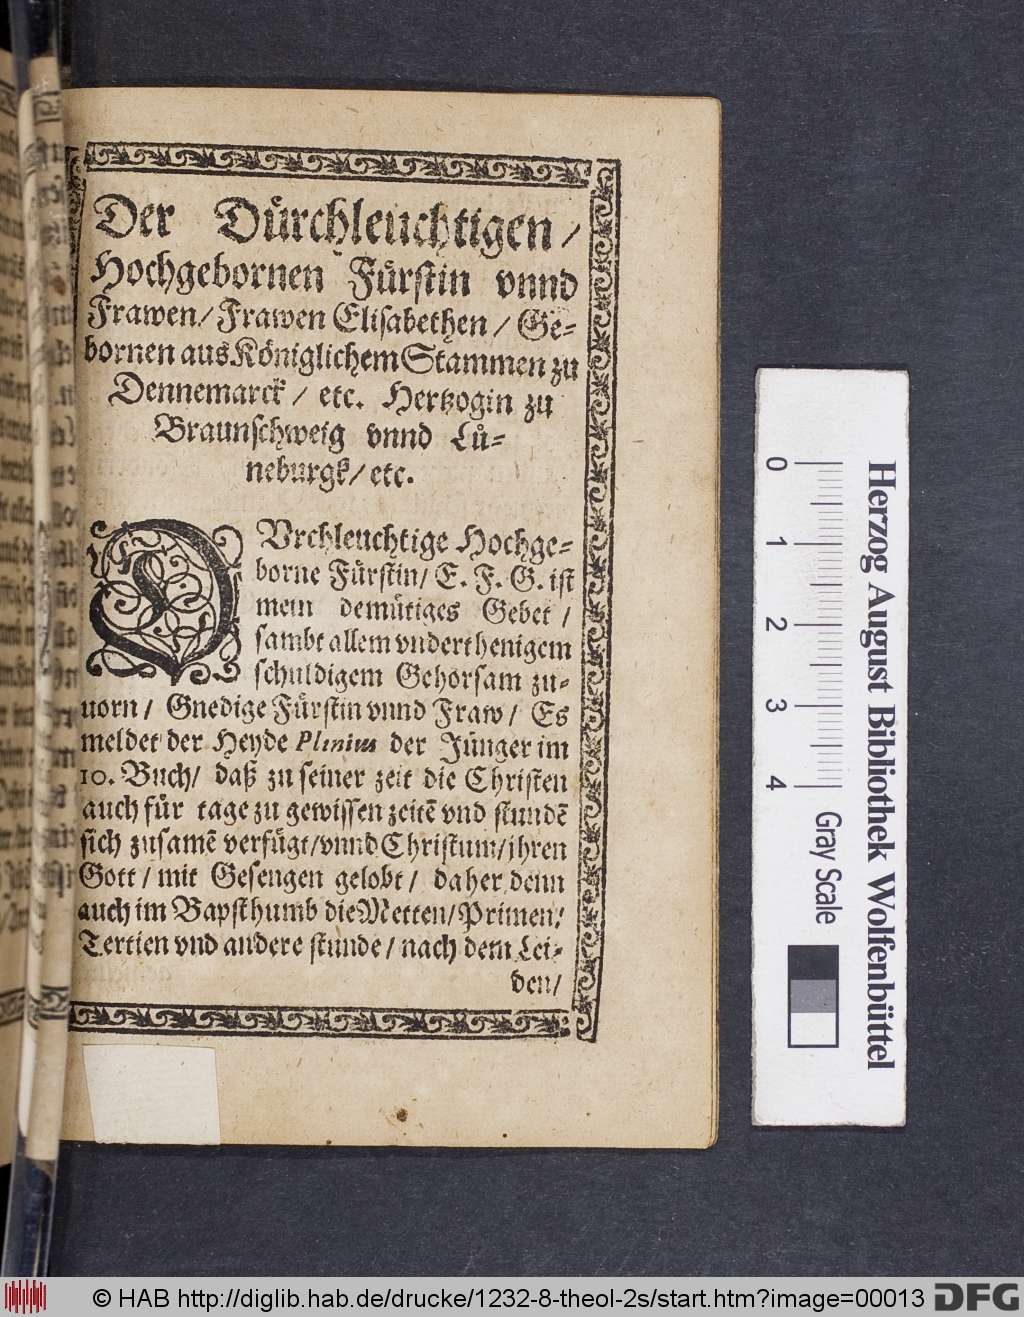 Der Dürchleuchtigen /
Hochgebornen Fürstin vnnd
Frawen / Frawen Elisabethen / Ge=
bornen aus Königlichem Stammen zu
Dennemarck / etc. Hertzogin zu
Braunschweig vnnd Lü=
neburgk / etc.
DVrchleuchtige Hochge=
borne Fürstin / E. F. G. ist
mein demütiges Gebet /
sambt allem vnderthenigem
schuldigem Gehorsam zu=
uorn / Gnedige Fürstin vnnd Fraw / Es
meldet der Heyde Plinius der Jünger im
10. Buch / daß zu seiner zeit die Christen
auch für tage zu gewissen zeitē vnd stundē
sich zusamē verfügt / vnnd Christum / jhren
Gott / mit Gesengen gelobt / daher denn
auch im Bapsthumb die Metten / Primen /
Tertien vnd andere stunde / nach dem Lei=
den /
Herzog August Bibliothek Wolfenbüttel
0 1 2 3 4 Gray Scale
© HAB http://diglib.hab.de/drucke/1232-8-theol-2s/start.htm?image=00013
DFG